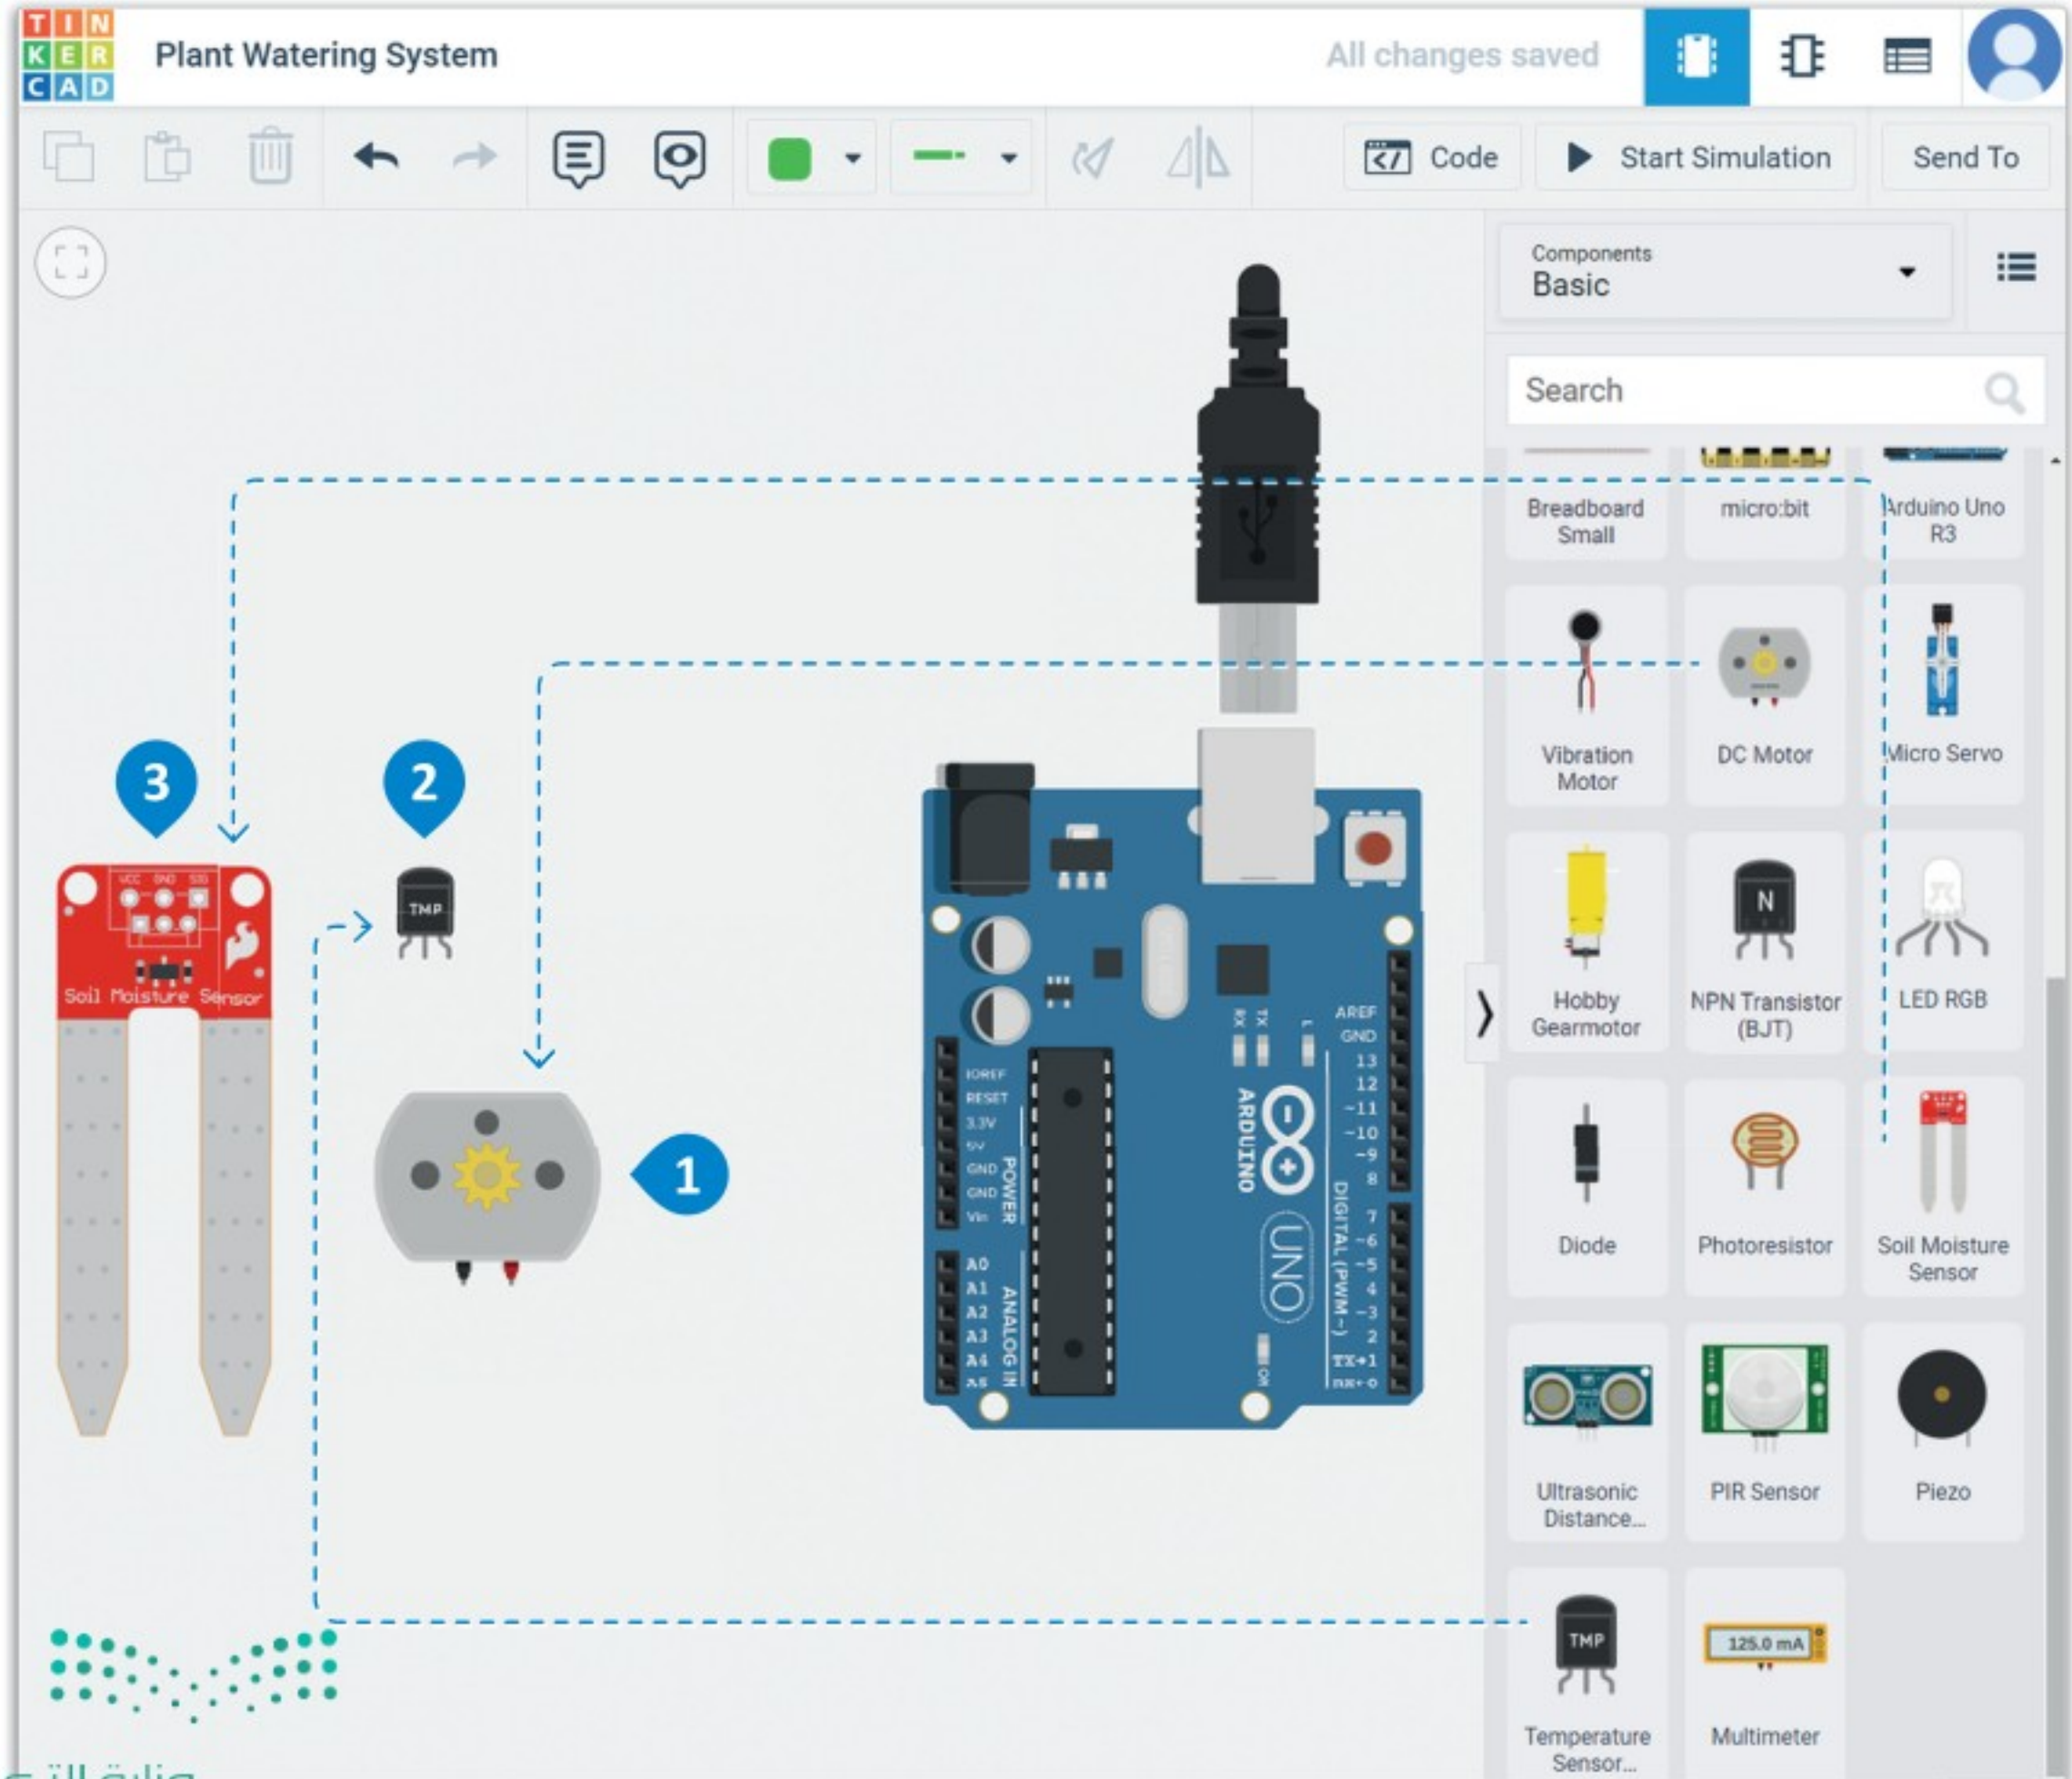 TIN
KER
CAD
Plant Watering System
All changes saved
Code
Start Simulation
Send To
Components
Basic
Search
Breadboard
Small
micro:bit
Arduino Uno
R3
Vibration
Motor
DC Motor
Micro Servo
Hobby
Gearmotor
NPN Transistor
(BJT)
N
LED RGB
Diode
Photoresistor
Soil Moisture
Sensor
Ultrasonic
Distance...
PIR Sensor
Piezo
TMP
Temperature
Sensor...
125.0 mA
Multimeter
3
2
1
VCC GND SIG
Soil Moisture Sensor
TMP
RX
TX
L
AREF
GND
13
12
~11
~10
~9
8
7
~6
~5
4
~3
2
TX→1
RX←0
DIGITAL (PWM~)
ARDUINO
UNO
ON
IOREF
RESET
3.3V
5V
GND
GND
Vin
POWER
A0
A1
A2
A3
A4
A5
ANALOG IN